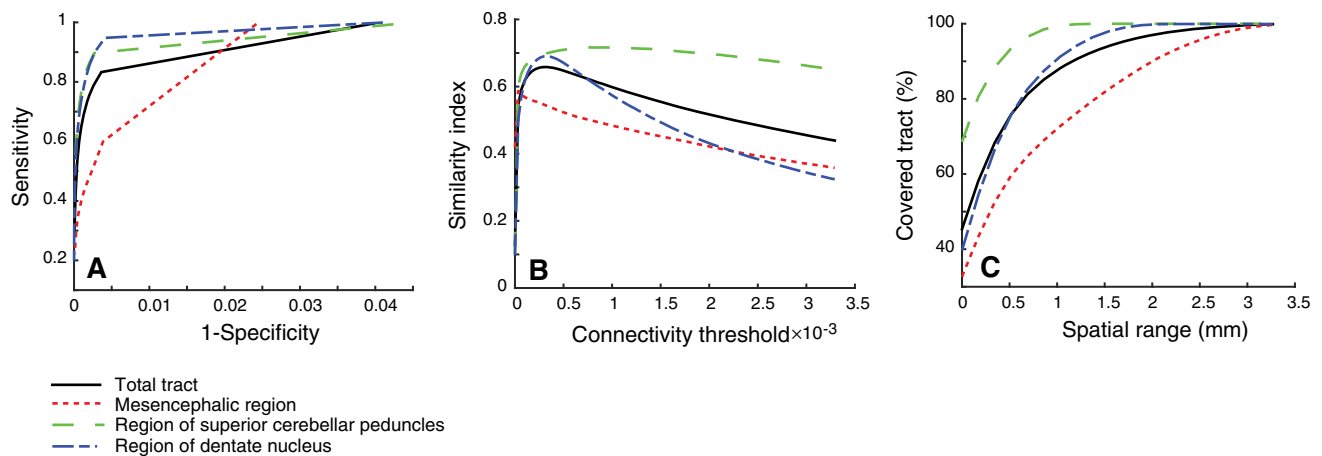 1
0.8
0.6
0.4
0.2
Sensitivity
A
0
0.01
0.02
0.03
0.04
1-Specificity
0.8
0.6
0.4
0.2
0
Similarity index
B
0
0.5
1
1.5
2
2.5
3
3.5
Connectivity threshold×10-3
100
80
60
40
Covered tract (%)
C
0
0.5
1
1.5
2
2.5
3
3.5
Spatial range (mm)
Total tract
Mesencephalic region
Region of superior cerebellar peduncles
Region of dentate nucleus